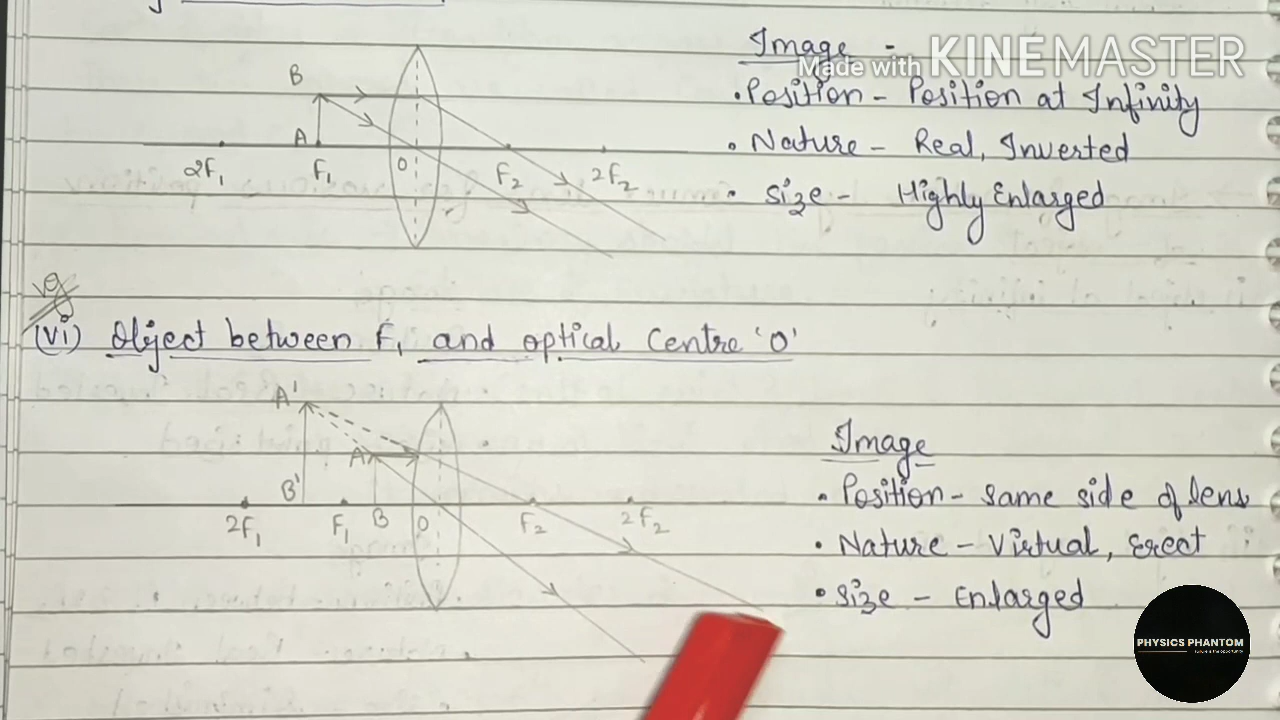 Image -
Made with KINEMASTER
B
• Position - Position at Infinity
A
• Nature - Real, Inverted
2F₁ F₁ O F₂ 2F₂
• Size - Highly Enlarged
(vi) Object between F₁ and optical Centre 'O'
A'
Image
A
B'
• Position - same side of lens
2F₁ F₁ B O F₂ 2F₂
• Nature - Virtual, Erect
• Size - Enlarged
PHYSICS PHANTOM